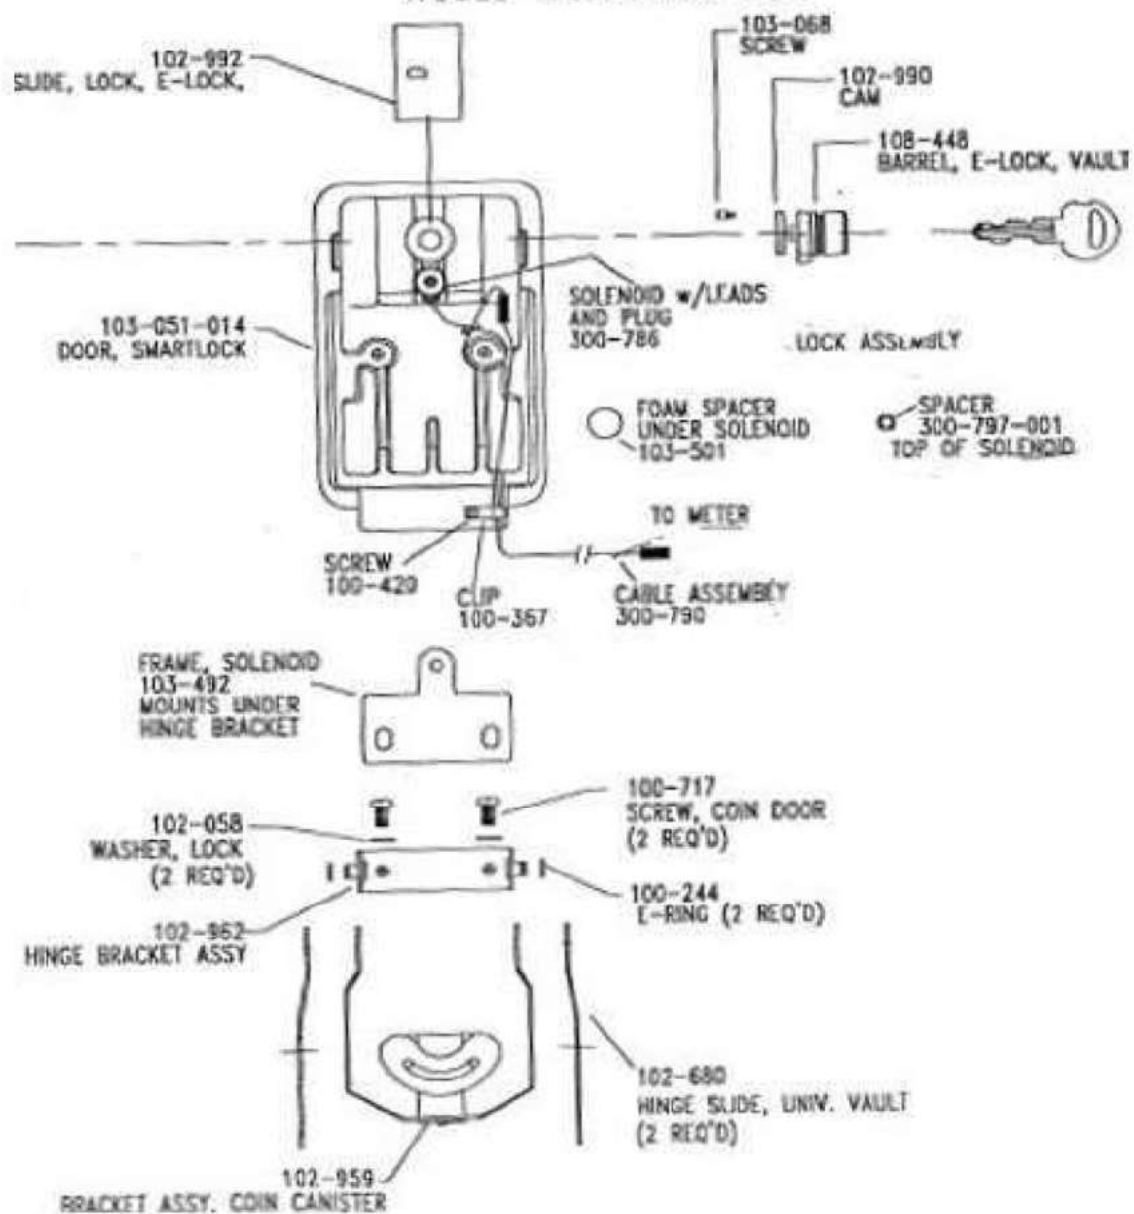 102-992
SLIDE, LOCK, E-LOCK,
103-068
SCREW
102-990
CAM
108-448
BARREL, E-LOCK, VAULT
SOLENOID w/LEADS
AND PLUG
300-786
LOCK ASSEMBLY
103-051-014
DOOR, SMARTLOCK
FOAM SPACER
UNDER SOLENOID
103-501
SPACER
300-797-001
TOP OF SOLENOID
TO METER
SCREW
100-420
CLIP
100-367
CABLE ASSEMBEY
300-790
FRAME, SOLENOID
103-492
MOUNTS UNDER
HINGE BRACKET
100-717
SCREW, COIN DOOR
(2 REQ'D)
102-058
WASHER, LOCK
(2 REQ'D)
100-244
E-RING (2 REQ'D)
102-962
HINGE BRACKET ASSY
102-680
HINGE SLIDE, UNIV. VAULT
(2 REQ'D)
102-959
BRACKET ASSY. COIN CANISTER